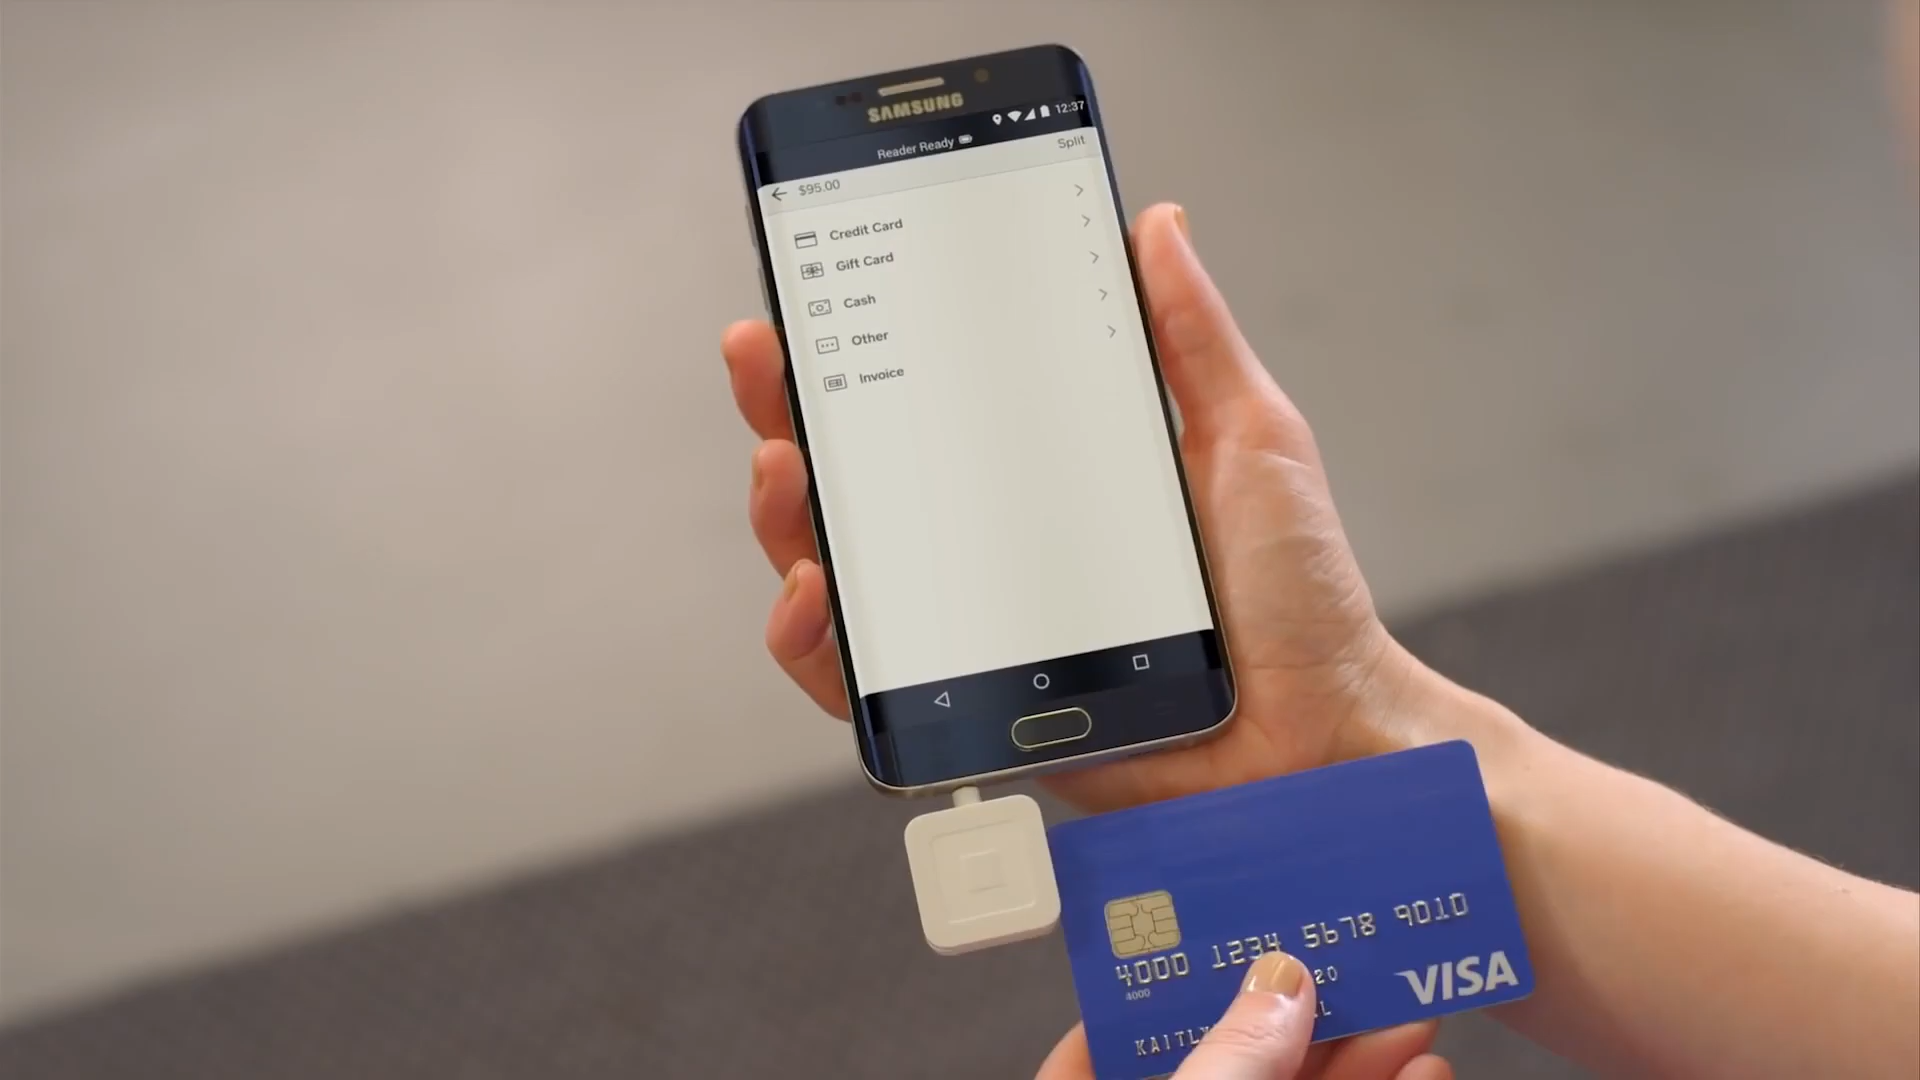 SAMSUNG
12:37
Reader Ready
$95.00
Split
Credit Card
Gift Card
Cash
Other
Invoice
4000 1234 5678 9010
4000
20
VISA